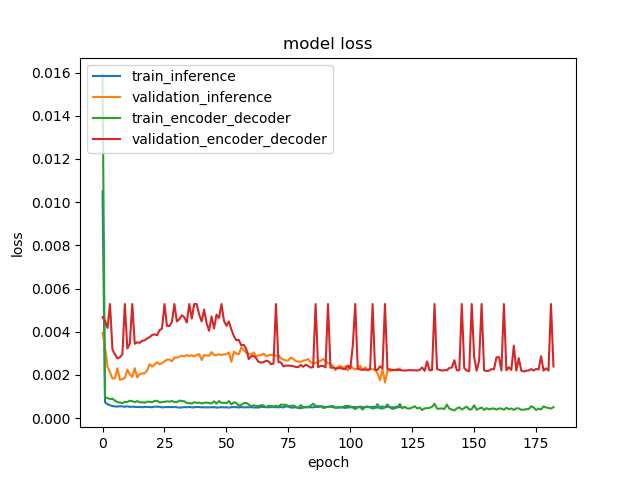 model loss
train_inference
validation_inference
train_encoder_decoder
validation_encoder_decoder
0.016
0.014
0.012
0.010
0.008
0.006
0.004
0.002
0.000
loss
0 25 50 75 100 125 150 175
epoch